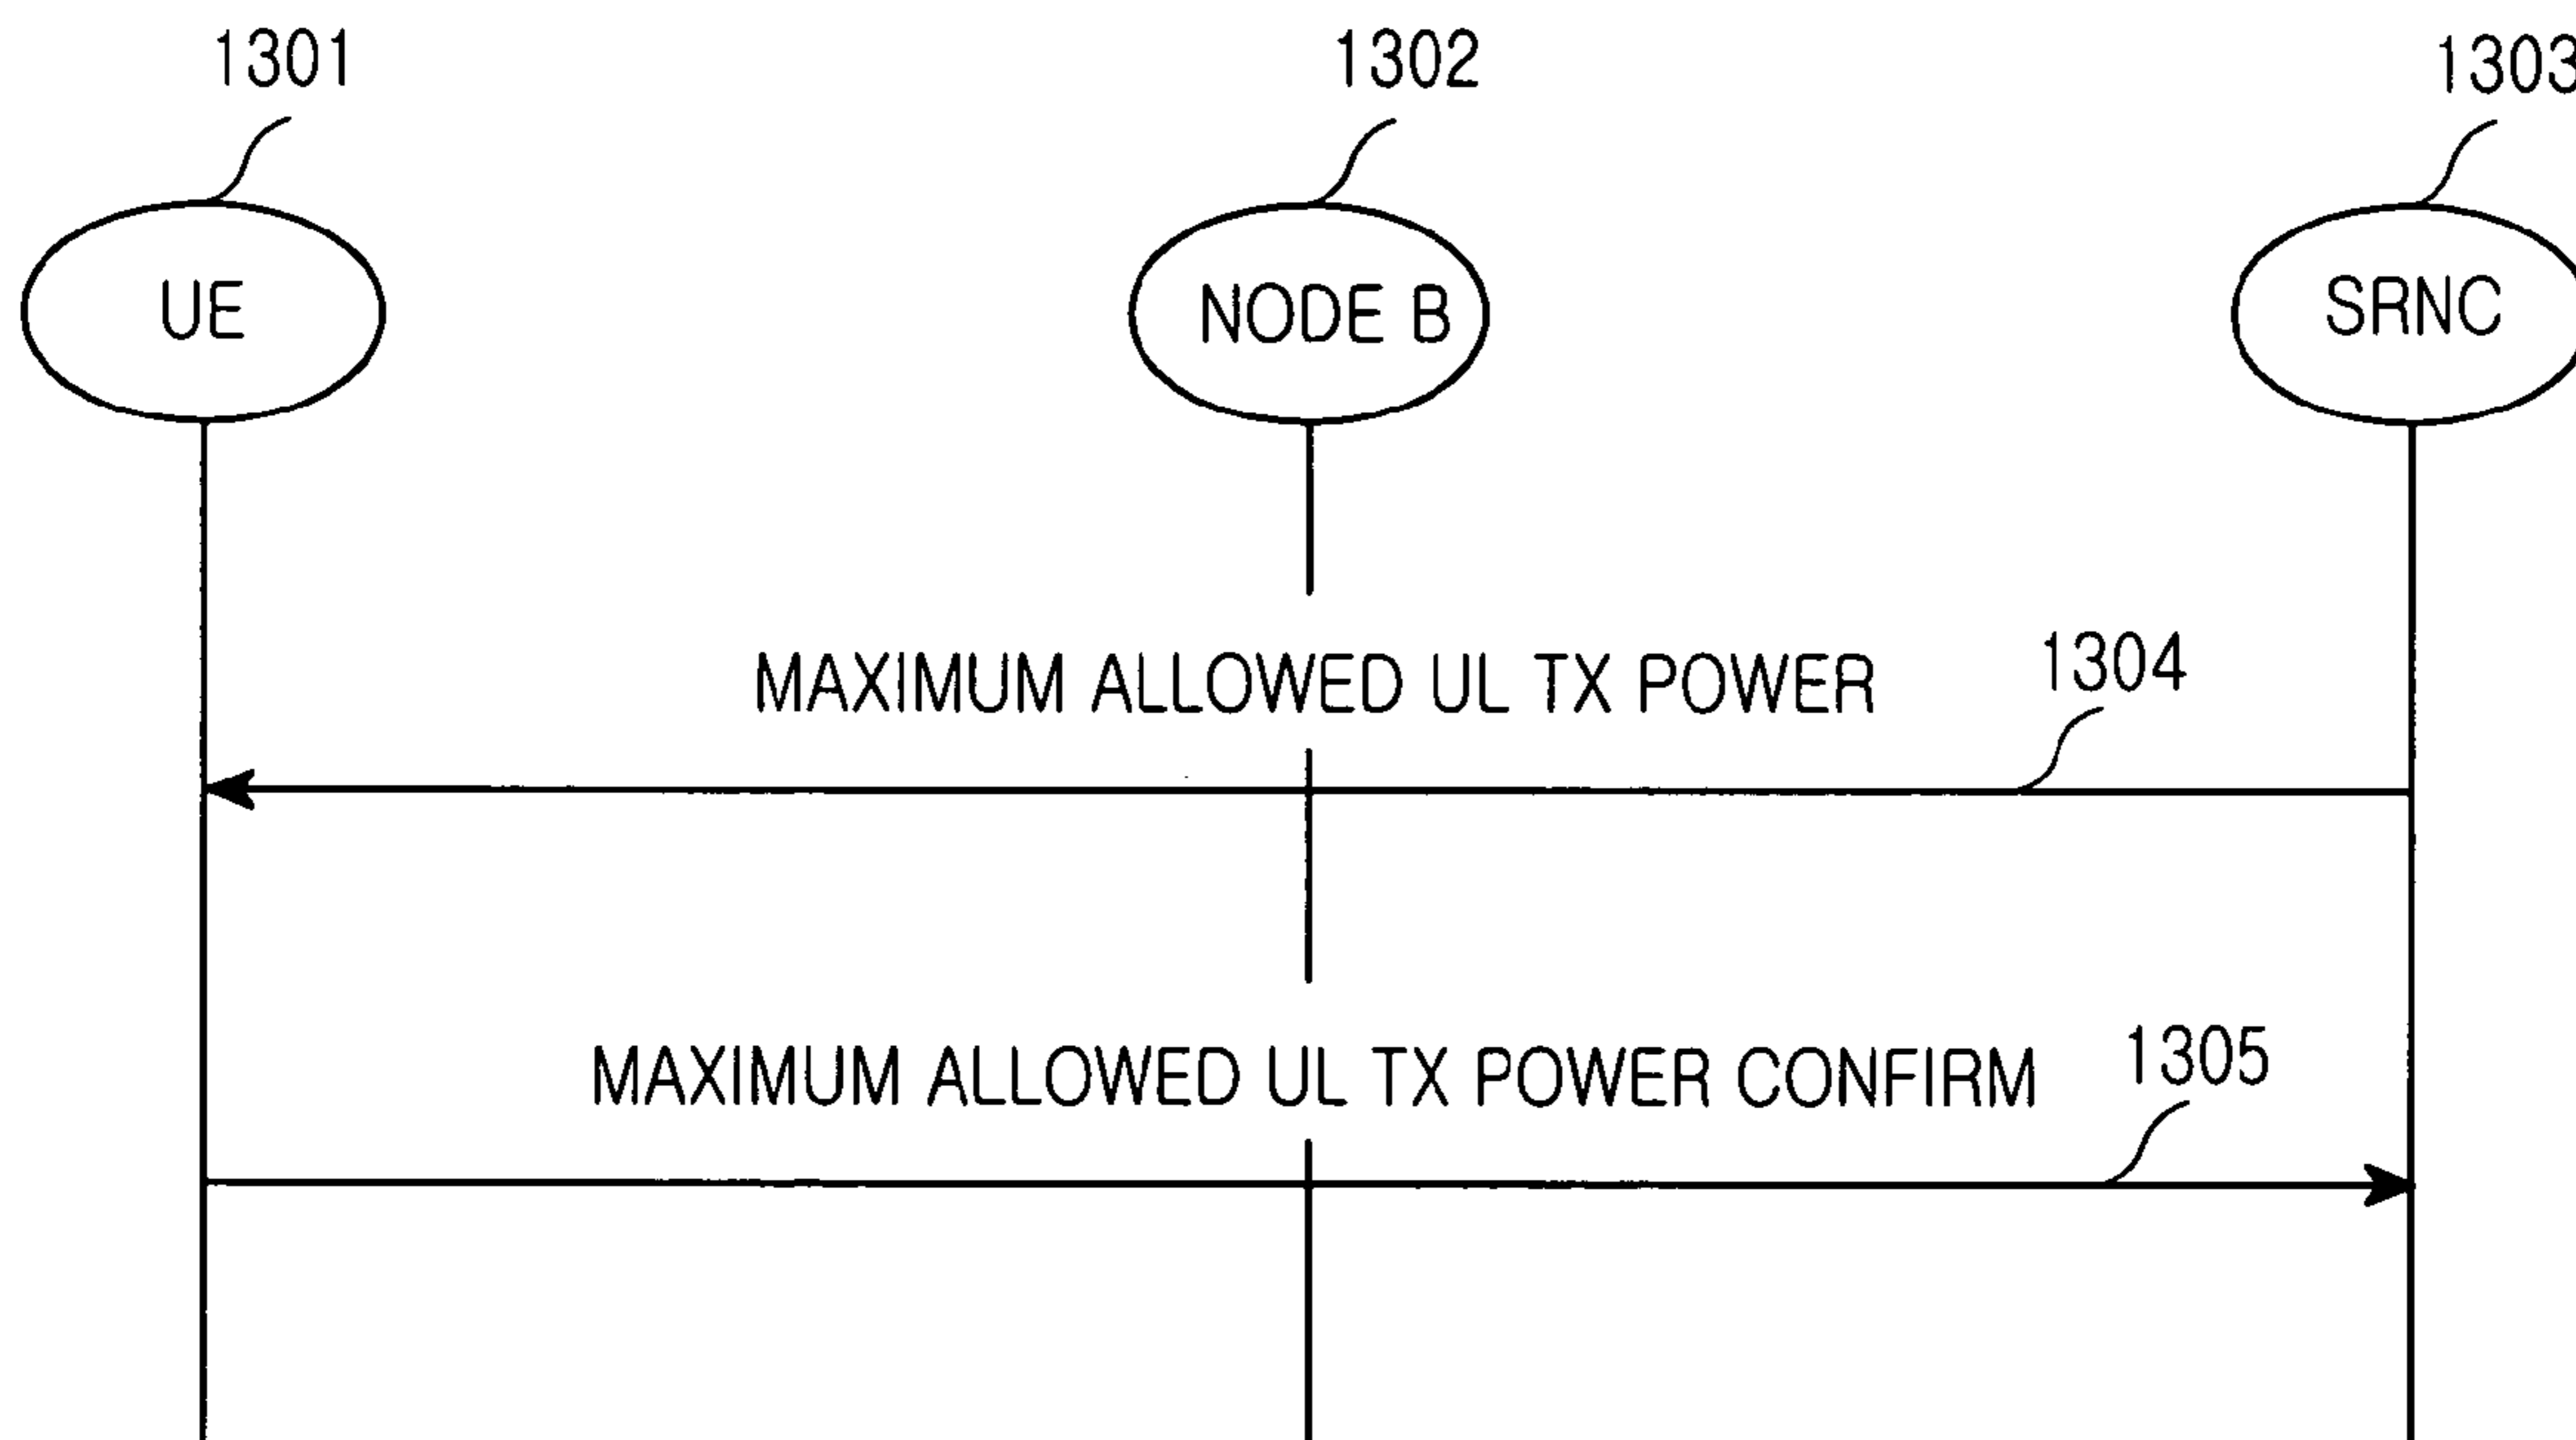 1301
1302
1303
UE
NODE B
SRNC
MAXIMUM ALLOWED UL TX POWER
1304
MAXIMUM ALLOWED UL TX POWER CONFIRM
1305